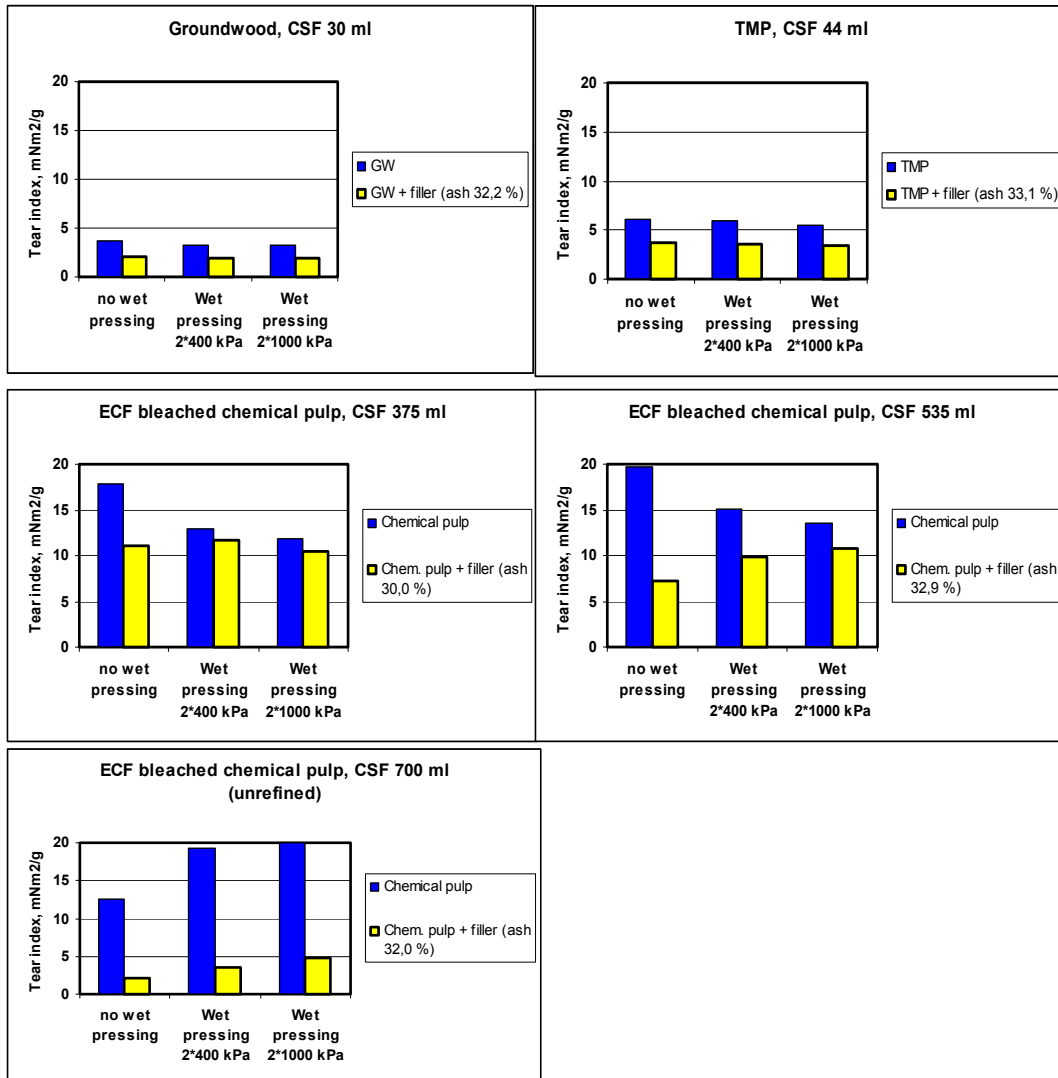 Groundwood, CSF 30 ml
Tear index, mNm2/g
20
15
10
5
0
no wet
pressing
Wet
pressing
2*400 kPa
Wet
pressing
2*1000 kPa
GW
GW + filler (ash 32,2 %)
TMP, CSF 44 ml
Tear index, mNm2/g
20
15
10
5
0
no wet
pressing
Wet
pressing
2*400 kPa
Wet
pressing
2*1000 kPa
TMP
TMP + filler (ash 33,1 %)
ECF bleached chemical pulp, CSF 375 ml
Tear index, mNm2/g
20
15
10
5
0
no wet
pressing
Wet
pressing
2*400 kPa
Wet
pressing
2*1000 kPa
Chemical pulp
Chem. pulp + filler (ash
30,0 %)
ECF bleached chemical pulp, CSF 535 ml
Tear index, mNm2/g
20
15
10
5
0
no wet
pressing
Wet
pressing
2*400 kPa
Wet
pressing
2*1000 kPa
Chemical pulp
Chem. pulp + filler (ash
32,9 %)
ECF bleached chemical pulp, CSF 700 ml
(unrefined)
Tear index, mNm2/g
20
15
10
5
0
no wet
pressing
Wet
pressing
2*400 kPa
Wet
pressing
2*1000 kPa
Chemical pulp
Chem. pulp + filler (ash
32,0 %)